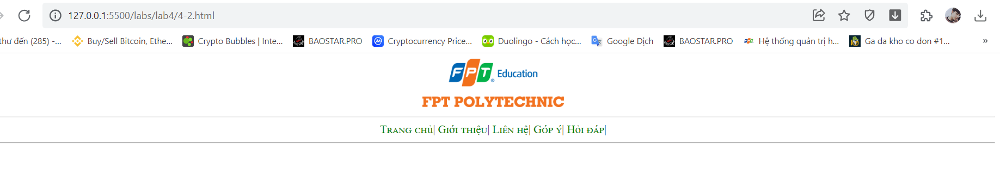 127.0.0.1:5500/labs/lab4/4-2.html
thư đến (285) -... Buy/Sell Bitcoin, Ethe... Crypto Bubbles | Inte... BAOSTAR.PRO Cryptocurrency Price... Duolingo - Cách học... Google Dịch BAOSTAR.PRO Hệ thống quản trị h... Ga da kho co don #1... »
FPT® Education
FPT POLYTECHNIC
Trang chủ| Giới thiệu| Liên hệ| Góp ý| Hỏi đáp|